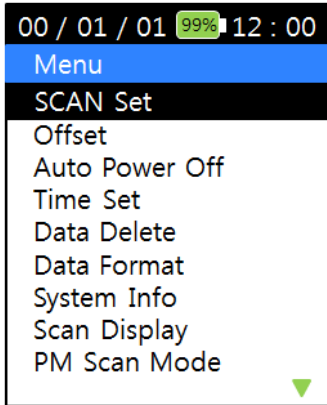 00 / 01 / 01 99% 12 : 00
Menu
SCAN Set
Offset
Auto Power Off
Time Set
Data Delete
Data Format
System Info
Scan Display
PM Scan Mode